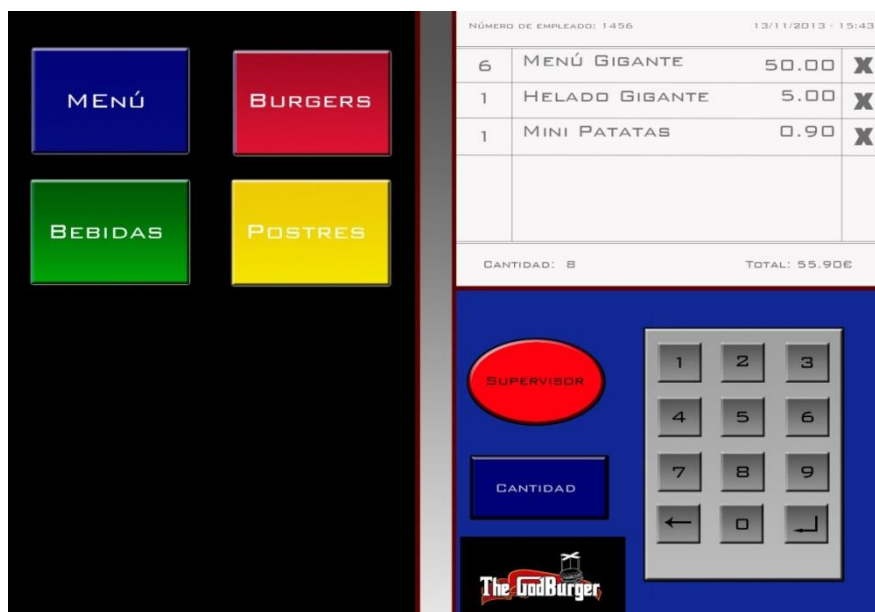 MENÚ
BURGERS
BEBIDAS
POSTRES
NÚMERO DE EMPLEADO: 1456 13/11/2013 - 15:43
6 MENÚ GIGANTE 50.00 X
1 HELADO GIGANTE 5.00 X
1 MINI PATATAS 0.90 X
CANTIDAD: 8 TOTAL: 55.90€
SUPERVISOR
CANTIDAD
1 2 3
4 5 6
7 8 9
← 0 ↵
The GodBurger